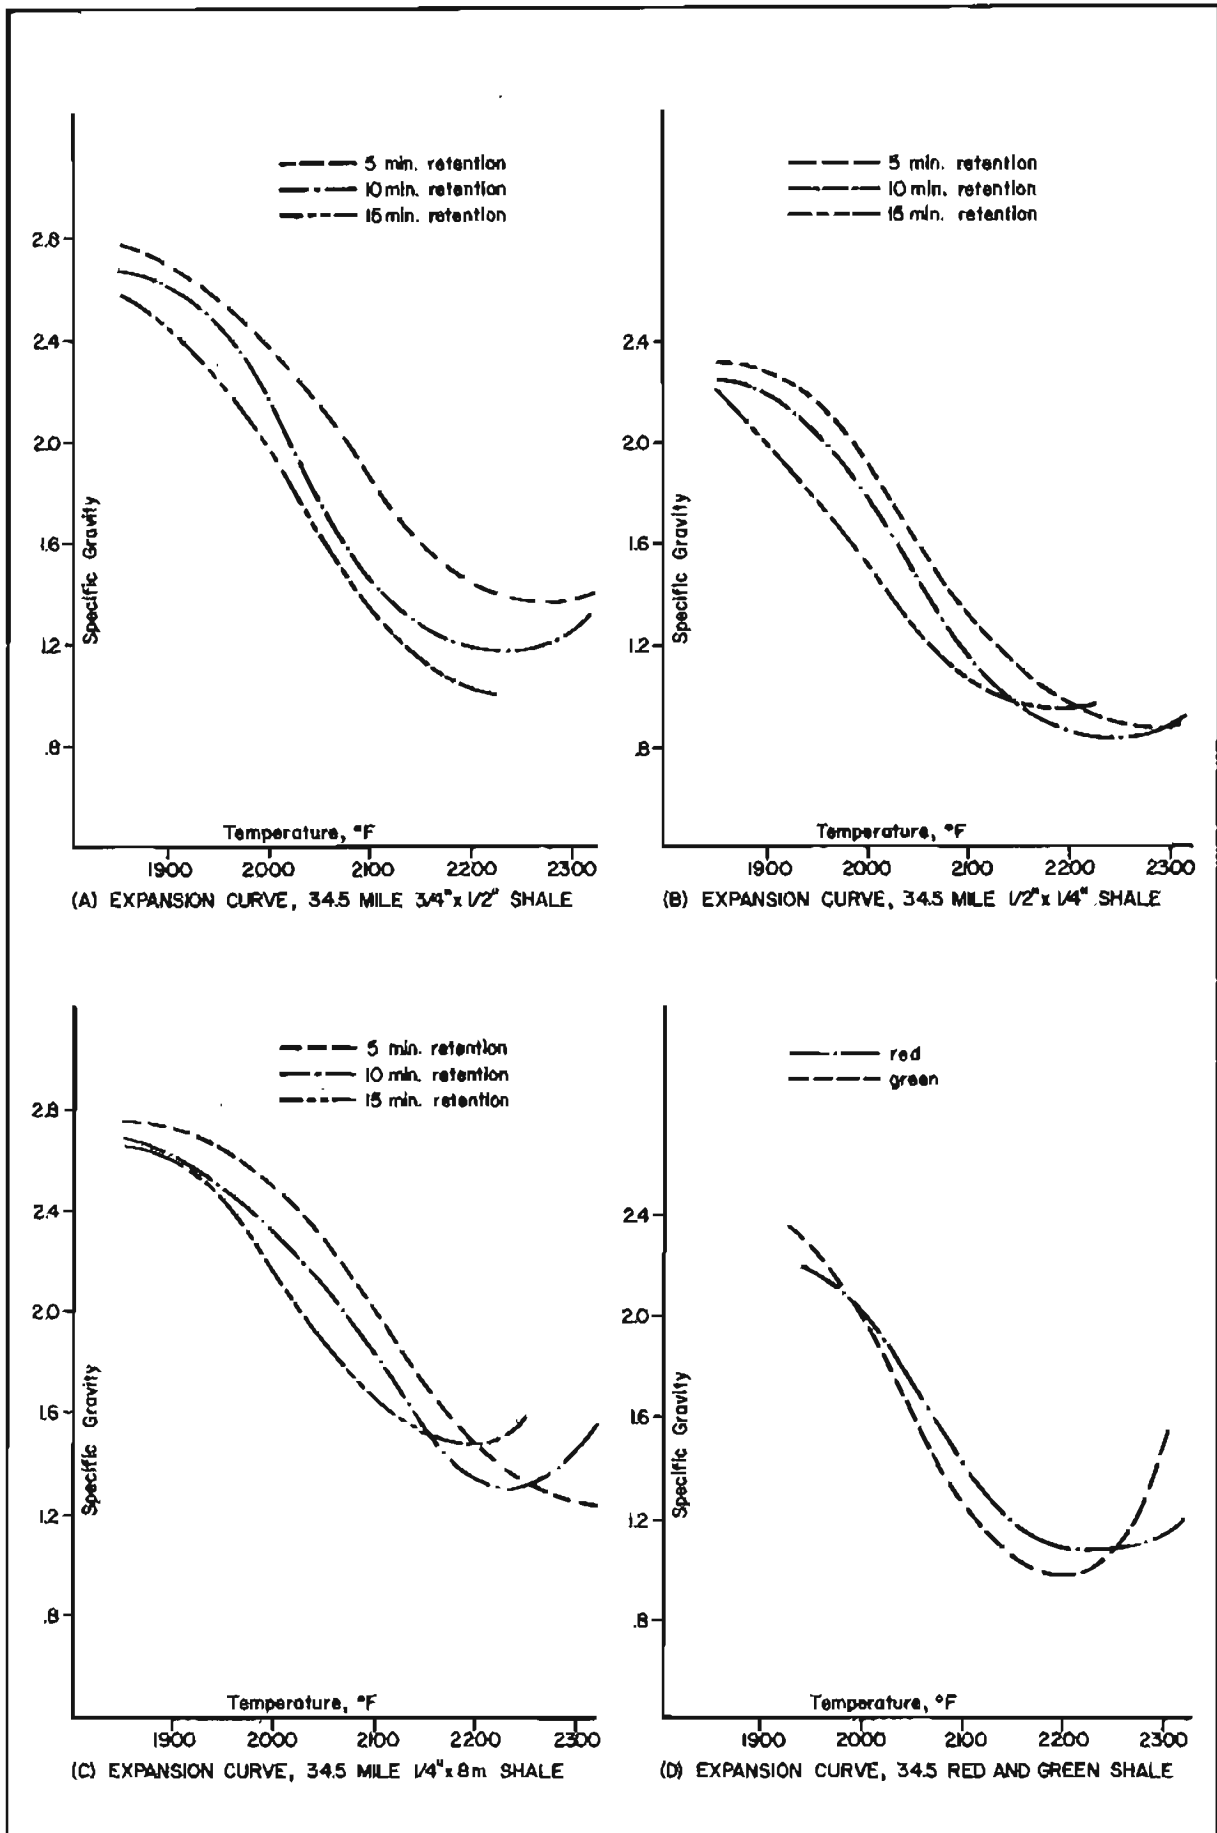 5 min. retention
10 min. retention
15 min. retention
2.8
2.4
2.0
1.6
1.2
.8
Specific Gravity
Temperature, °F
1900 2000 2100 2200 2300
(A) EXPANSION CURVE, 34.5 MILE 3/4" x 1/2" SHALE
5 min. retention
10 min. retention
15 min. retention
2.4
2.0
1.6
1.2
.8
Specific Gravity
Temperature, °F
1900 2000 2100 2200 2300
(B) EXPANSION CURVE, 34.5 MILE 1/2" x 1/4" SHALE
5 min. retention
10 min. retention
15 min. retention
2.8
2.4
2.0
1.6
1.2
.8
Specific Gravity
Temperature, °F
1900 2000 2100 2200 2300
(C) EXPANSION CURVE, 34.5 MILE 1/4" x 8m SHALE
red
green
2.4
2.0
1.6
1.2
.8
Specific Gravity
Temperature, °F
1900 2000 2100 2200 2300
(D) EXPANSION CURVE, 34.5 RED AND GREEN SHALE